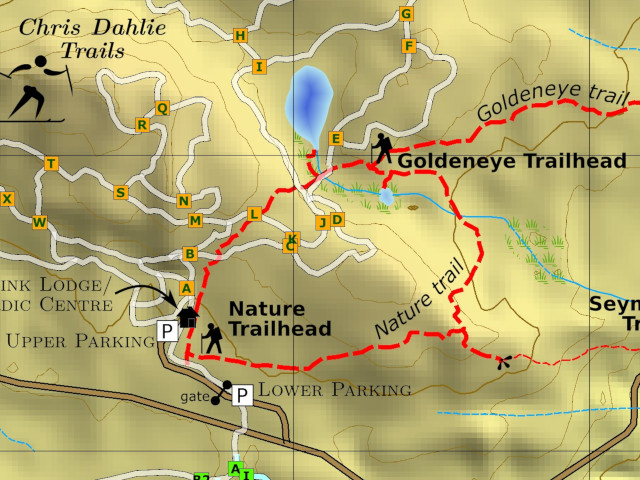 Chris Dahlie
Trails
G
F
H
I
Goldeneye trail
Q
R
E
Goldeneye Trailhead
T
S
N
X
W
M
L
J
D
K
B
A
INK LODGE/
DIC CENTRE
UPPER PARKING
P
Nature
Trailhead
Nature trail
Seym
Tr
gate
P
LOWER PARKING
A
I
B2